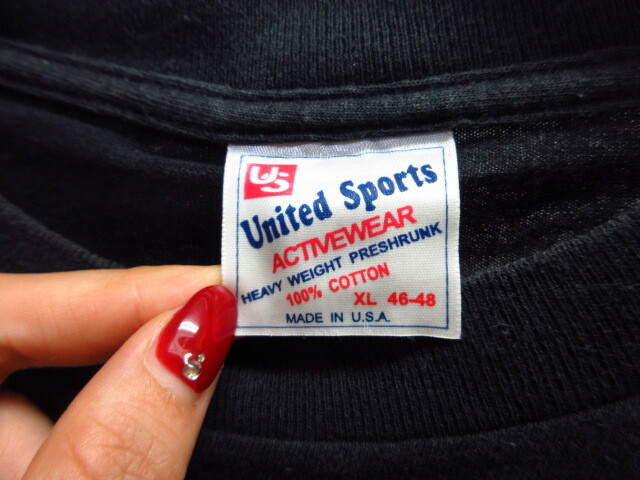 US
United Sports
ACTIVEWEAR
HEAVY WEIGHT PRESHRUNK
100% COTTON
XL 46-48
MADE IN U.S.A.